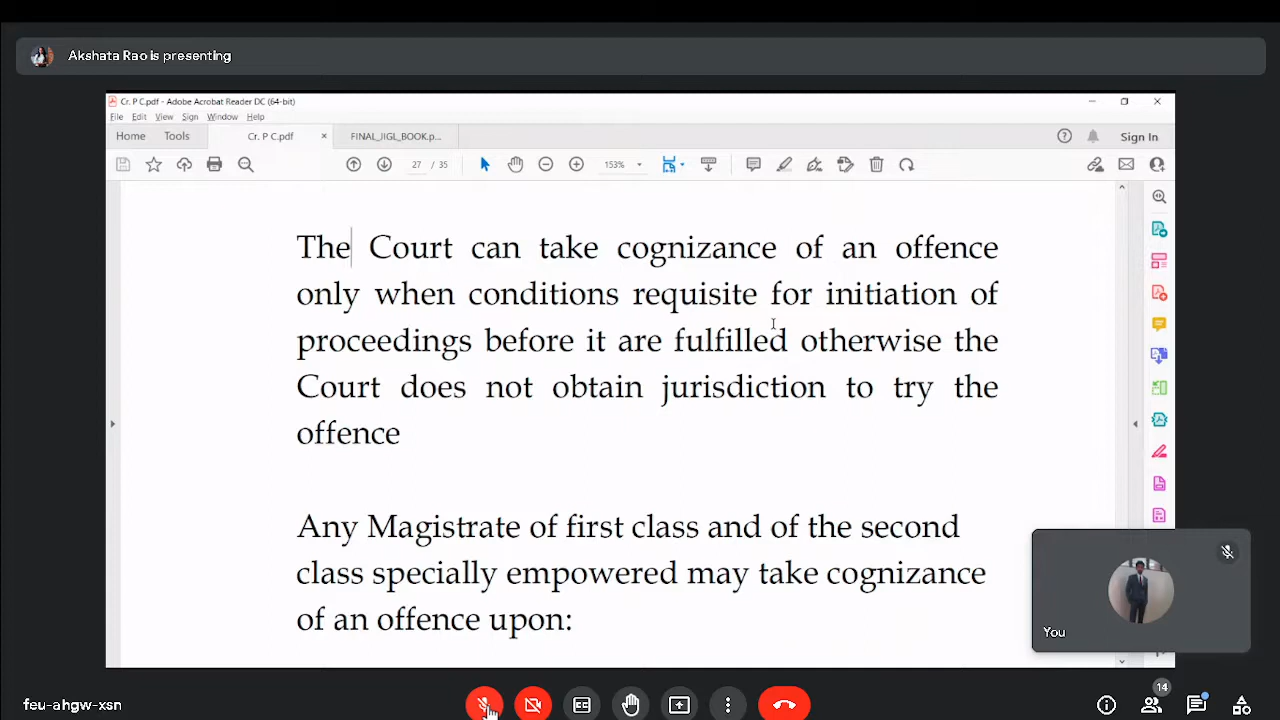 Akshata Rao is presenting
Cr. P C.pdf - Adobe Acrobat Reader DC (64-bit)
File Edit View Sign Window Help
Home Tools Cr. P C.pdf × FINAL_JIGL_BOOK.p... Sign In
27 / 35 153%
The Court can take cognizance of an offence
only when conditions requisite for initiation of
proceedings before it are fulfilled otherwise the
Court does not obtain jurisdiction to try the
offence
Any Magistrate of first class and of the second
class specially empowered may take cognizance
of an offence upon:
You
feu-ahgw-xsn
14